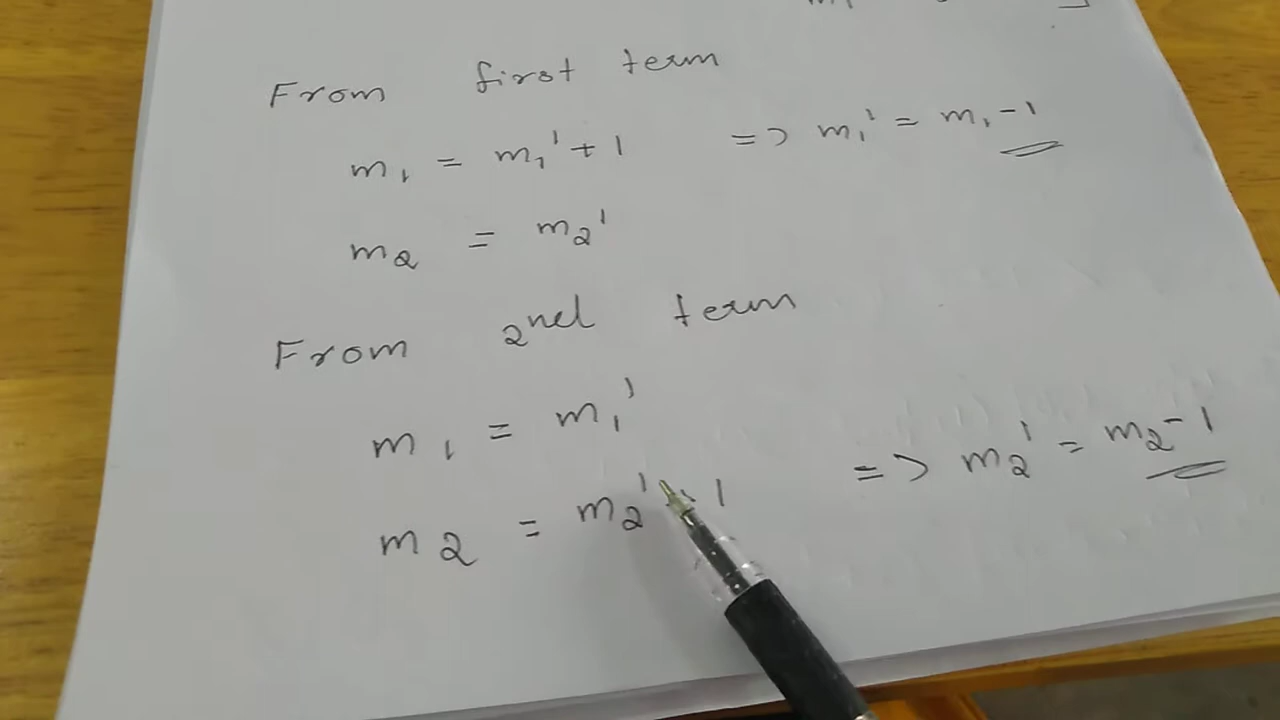 From first term
m₁ = m₁' + 1 => m₁' = m₁ - 1
m₂ = m₂'
From 2nd term
m₁ = m₁'
m₂ = m₂' + 1 => m₂' = m₂ - 1